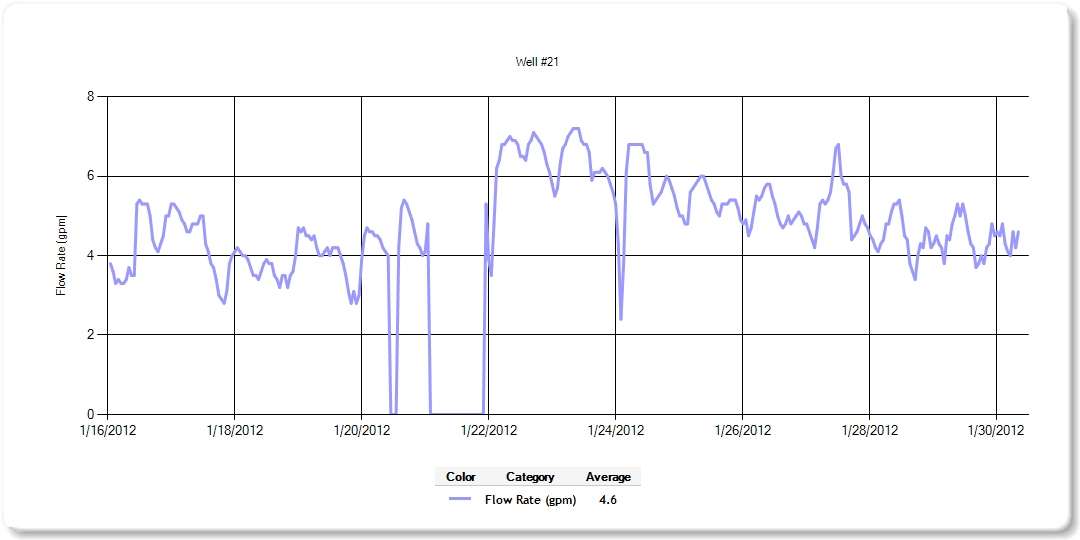 Well #21
8
6
4
2
0
Flow Rate (gpm)
1/16/2012 1/18/2012 1/20/2012 1/22/2012 1/24/2012 1/26/2012 1/28/2012 1/30/2012
Color Category Average
Flow Rate (gpm) 4.6